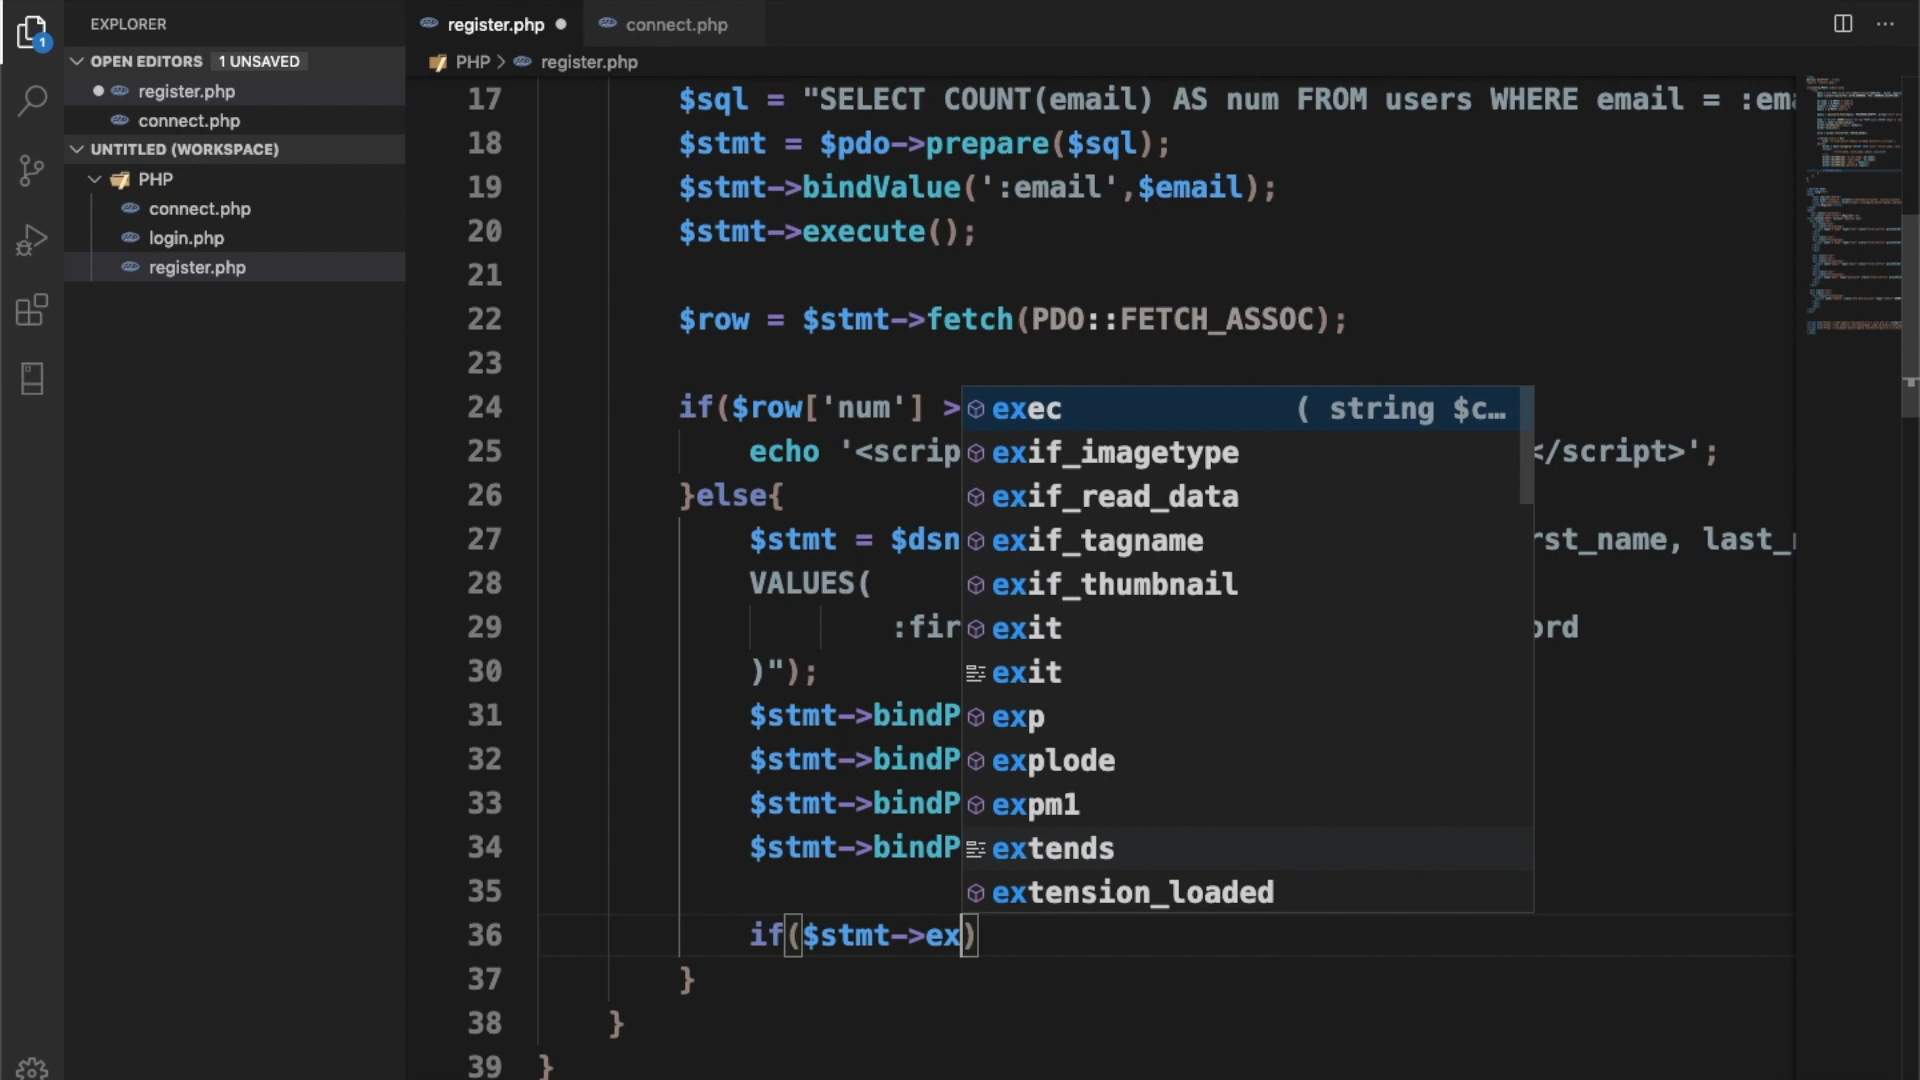 EXPLORER
OPEN EDITORS 1 UNSAVED
register.php
connect.php
UNTITLED (WORKSPACE)
PHP
connect.php
login.php
register.php
1
register.php
connect.php
PHP > register.php
17 $sql = "SELECT COUNT(email) AS num FROM users WHERE email = :em
18 $stmt = $pdo->prepare($sql);
19 $stmt->bindValue(':email',$email);
20 $stmt->execute();
21
22 $row = $stmt->fetch(PDO::FETCH_ASSOC);
23
24 if($row['num'] >
25 echo '<scrip </script>';
26 }else{
27 $stmt = $dsn rst_name, last_
28 VALUES(
29 :fir ord
30 )");
31 $stmt->bindP
32 $stmt->bindP
33 $stmt->bindP
34 $stmt->bindP
35
36 if($stmt->ex)
37 }
38 }
39 }
exec ( string $c…
exif_imagetype
exif_read_data
exif_tagname
exif_thumbnail
exit
exit
exp
explode
expm1
extends
extension_loaded